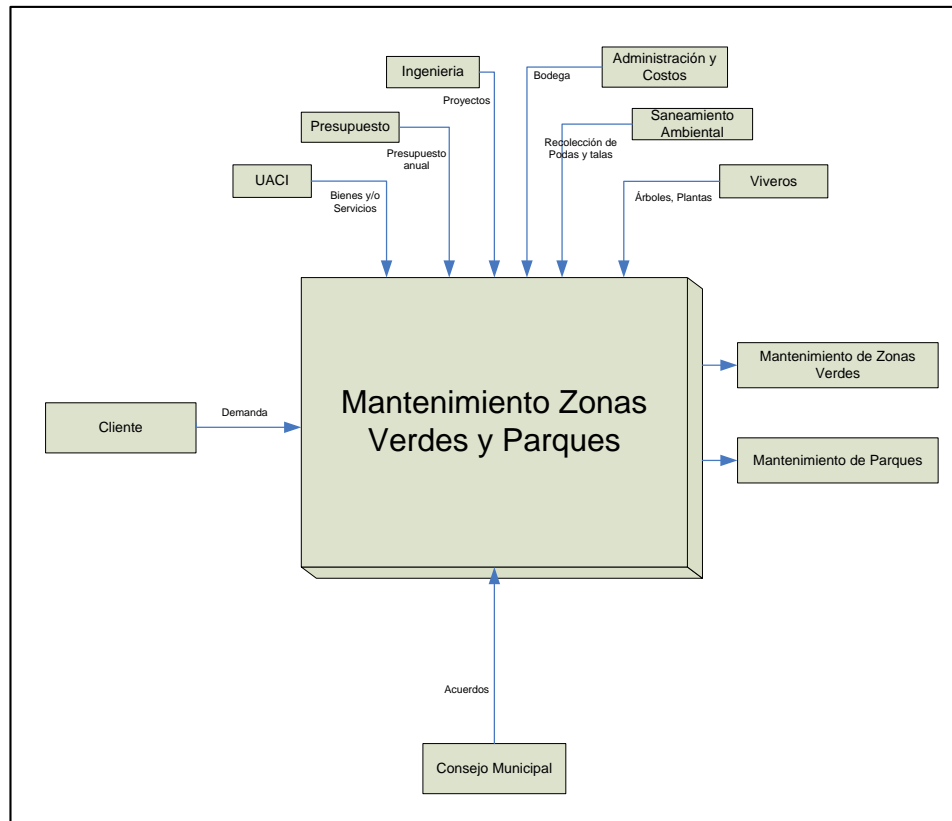 Ingenieria
Proyectos
Administración y
Costos
Bodega
Saneamiento
Ambiental
Recolección de
Podas y talas
Presupuesto
Presupuesto
anual
UACI
Bienes y/o
Servicios
Viveros
Árboles, Plantas
Mantenimiento Zonas
Verdes y Parques
Mantenimiento de Zonas
Verdes
Mantenimiento de Parques
Cliente
Demanda
Acuerdos
Consejo Municipal